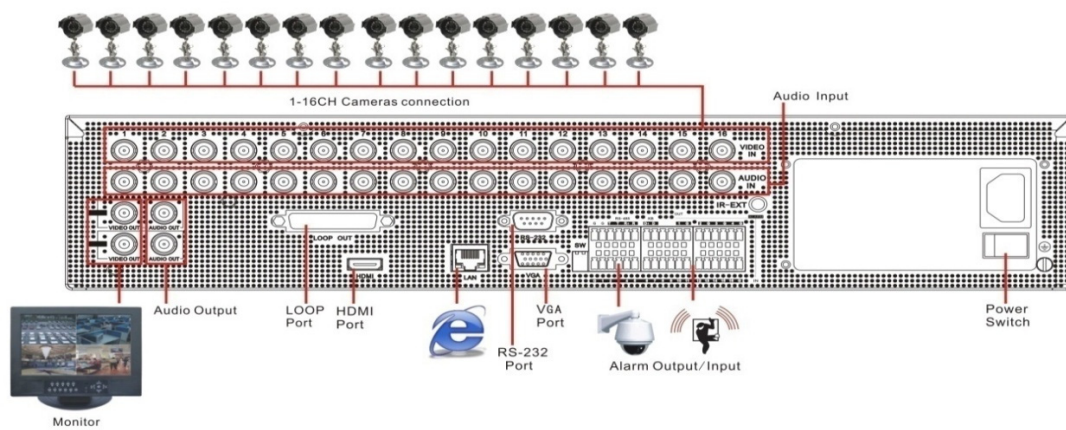 1-16CH Cameras connection
Audio Input
1 2 3 4 5 6 7 8 9 10 11 12 13 14 15 16
VIDEO IN
AUDIO IN
IR-EXT
VIDEO OUT AUDIO OUT
LOOP OUT
RS-232
SW
VIDEO OUT AUDIO OUT
HDMI
LAN
VGA
Audio Output
LOOP Port
HDMI Port
VGA Port
RS-232 Port
Alarm Output/Input
Power Switch
Monitor